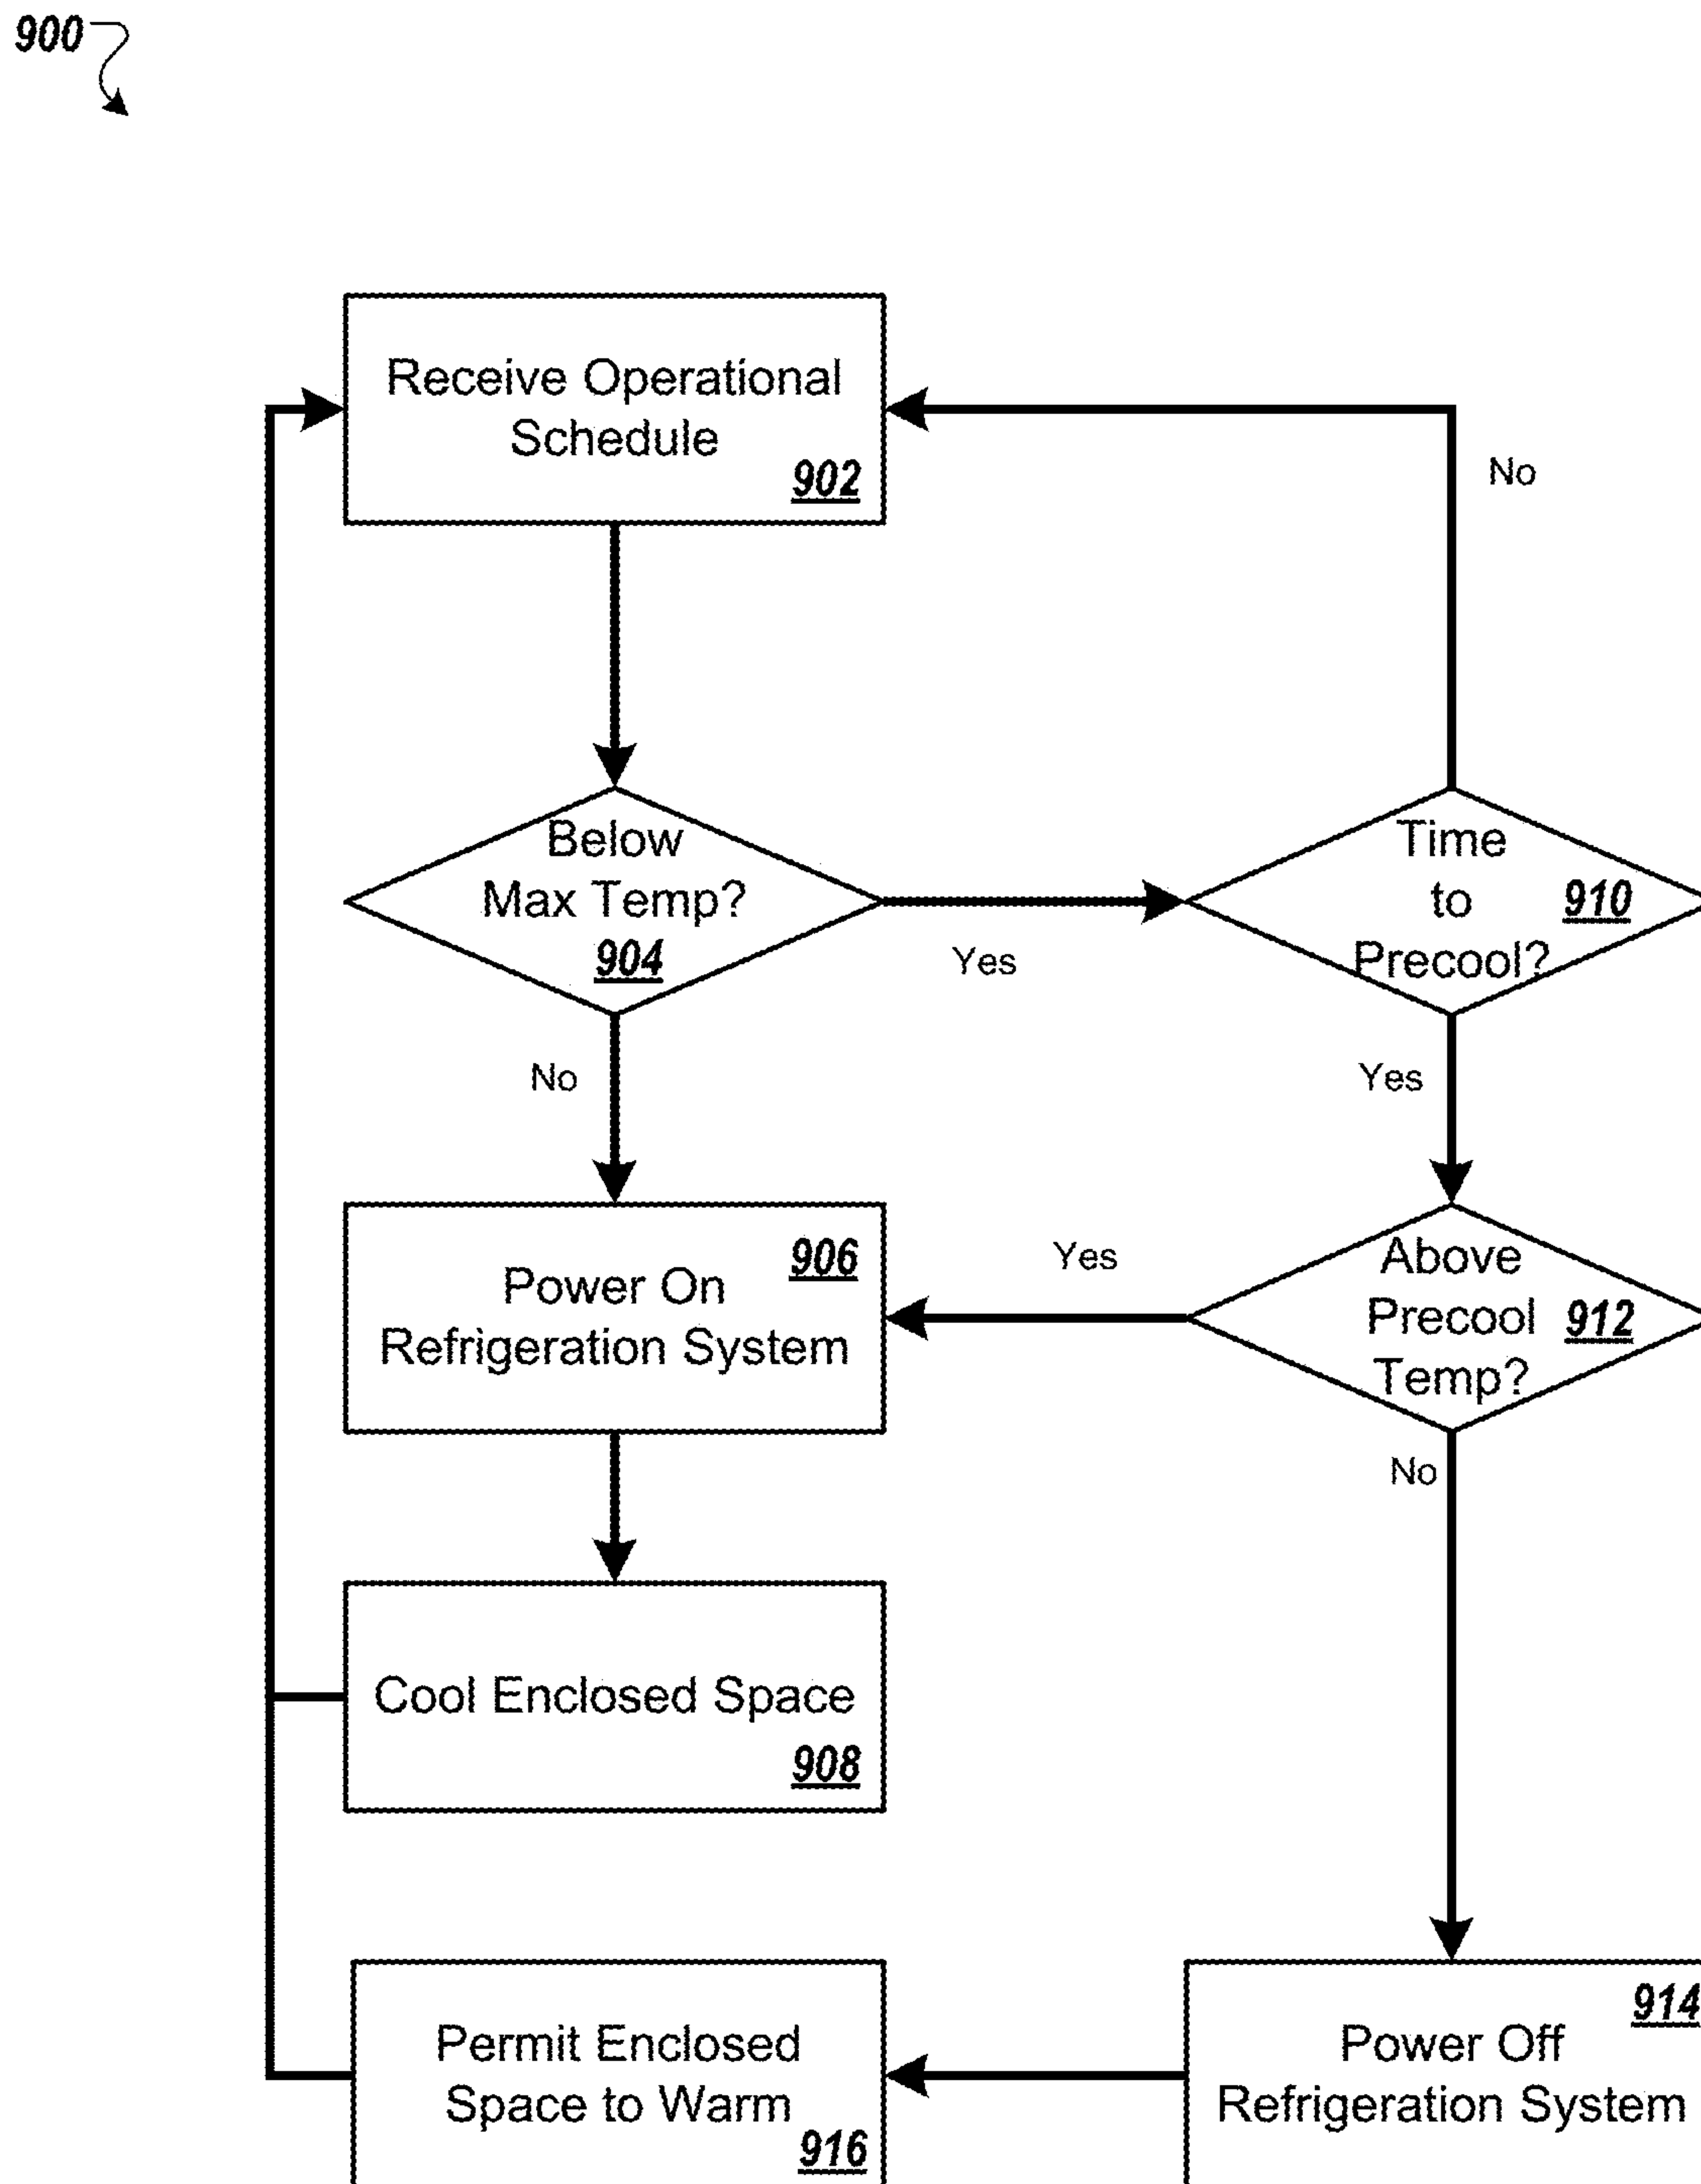 900
Receive Operational
Schedule
902
No
Below
Max Temp?
904
Yes
Time
to
Precool?
910
No
Yes
Power On
Refrigeration System
906
Yes
Above
Precool
Temp?
912
No
Cool Enclosed Space
908
Permit Enclosed
Space to Warm
916
914
Power Off
Refrigeration System